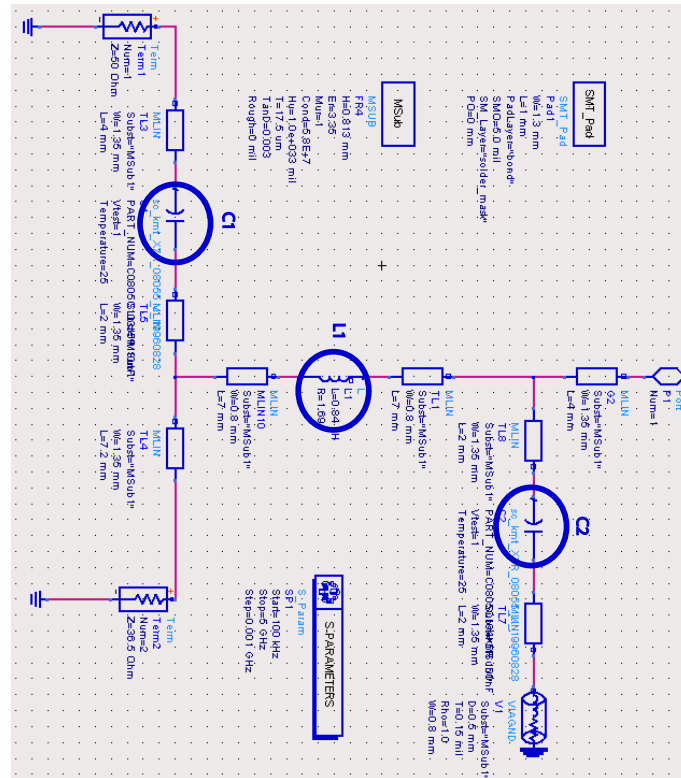 Term
Term1
Num=1
Z=50 Ohm
MLIN
TL3
Subst="MSub1"
W=1.35 mm
L=4 mm
C1
Vtest=1
Temperature=25
TL5
W=1.35 mm
L=2 mm
MLIN
TL4
Subst="MSub1"
W=1.35 mm
L=7.2 mm
Term
Term2
Num=2
Z=36.5 Ohm
MSub
MSUB
FR4
H=0.813 mm
Er=3.35
Mur=1
Cond=5.8E+7
Hu=1.0e+033 mil
T=17.5 um
TanD=0.003
Rough=0 mil
SMT_Pad
SMT_Pad
Pad1
W=1.3 mm
L=1 mm
PadLayer="bond"
SMO=5.0 mil
SM_Layer="solder_mask"
PO=0 mm
MLIN
MLIN10
Subst="MSub1"
W=0.8 mm
L=7 mm
L1
L
L1
R=1.69
MLIN
TL1
Subst="MSub1"
W=0.8 mm
L=7 mm
MLIN
G2
Subst="MSub1"
W=1.35 mm
L=4 mm
Port
P1
Num=1
MLIN
TL8
Subst="MSub1"
W=1.35 mm
L=2 mm
C2
Vtest=1
Temperature=25
TL7
W=1.35 mm
L=2 mm
VIAGND
V1
Subst="MSub1"
D=0.5 mm
T=0.15 mil
Rho=1.0
W=0.8 mm
S-PARAMETERS
S_Param
SP1
Start=100 kHz
Stop=5 GHz
Step=0.001 GHz